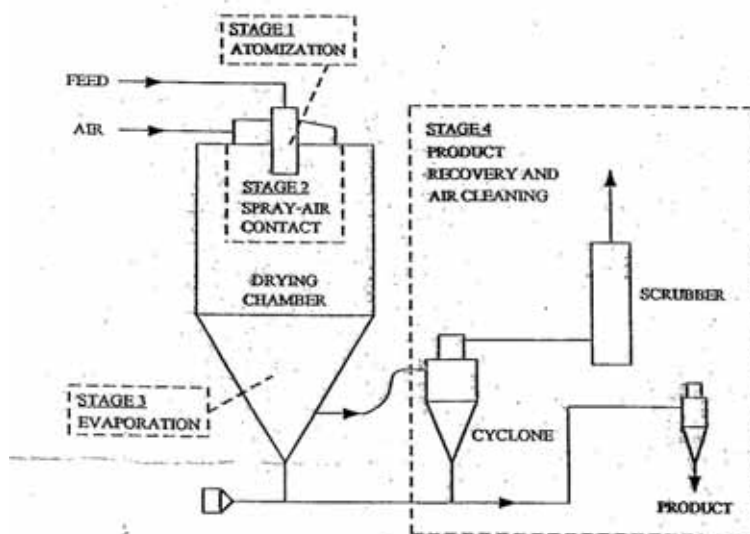 STAGE 1
ATOMIZATION
FEED
AIR
STAGE 2
SPRAY-AIR
CONTACT
DRYING
CHAMBER
STAGE 3
EVAPORATION
STAGE 4
PRODUCT
RECOVERY AND
AIR CLEANING
SCRUBBER
CYCLONE
PRODUCT